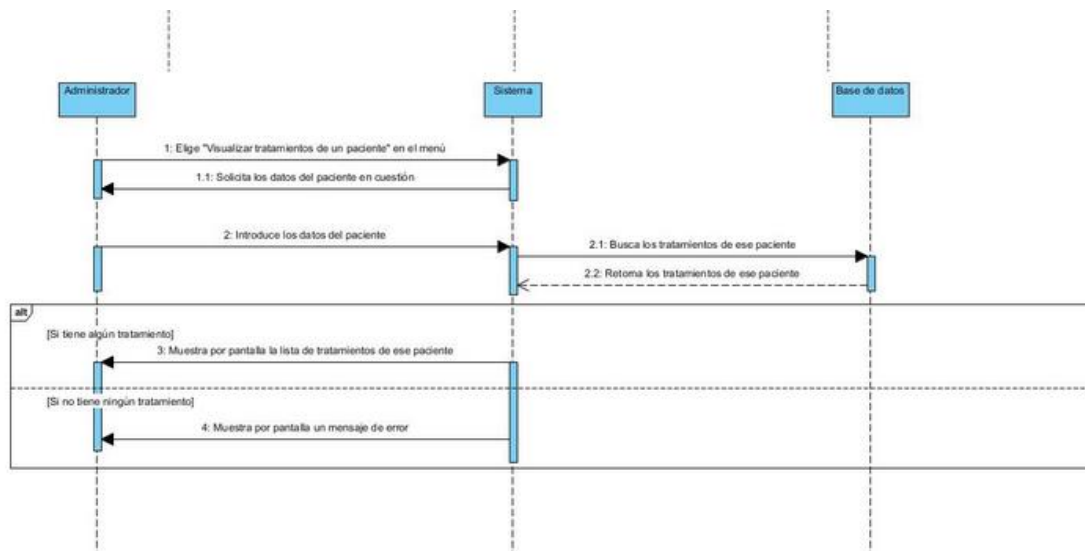 Administrador
Sistema
Base de datos
1: Elige "Visualizar tratamientos de un paciente" en el menú
1.1: Solicita los datos del paciente en cuestión
2: Introduce los datos del paciente
2.1: Busca los tratamientos de ese paciente
2.2: Retorna los tratamientos de ese paciente
alt
[Si tiene algún tratamiento]
3: Muestra por pantalla la lista de tratamientos de ese paciente
[Si no tiene ningún tratamiento]
4: Muestra por pantalla un mensaje de error